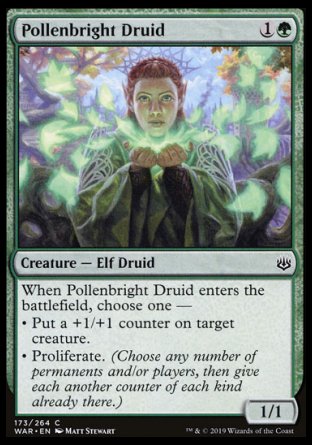 Pollenbright Druid 1
Creature — Elf Druid
When Pollenbright Druid enters the
battlefield, choose one —
• Put a +1/+1 counter on target
creature.
• Proliferate. (Choose any number of
permanents and/or players, then give
each another counter of each kind
already there.)
1/1
173/264 C
WAR • EN Matt Stewart
™ & © 2019 Wizards of the Coast